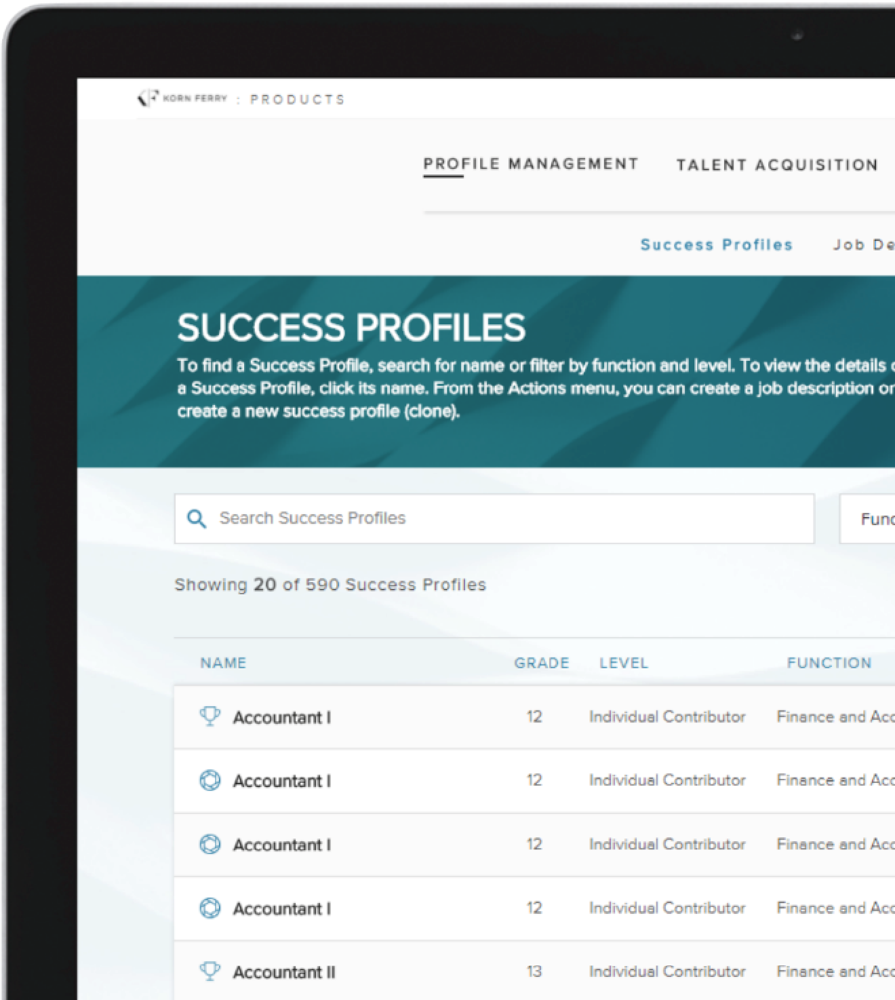 KORN FERRY : PRODUCTS
PROFILE MANAGEMENT TALENT ACQUISITION
Success Profiles Job De
SUCCESS PROFILES
To find a Success Profile, search for name or filter by function and level. To view the details
a Success Profile, click its name. From the Actions menu, you can create a job description or
create a new success profile (clone).
Search Success Profiles Func
Showing 20 of 590 Success Profiles
NAME GRADE LEVEL FUNCTION
Accountant I 12 Individual Contributor Finance and Acc
Accountant I 12 Individual Contributor Finance and Acc
Accountant I 12 Individual Contributor Finance and Acc
Accountant I 12 Individual Contributor Finance and Acc
Accountant II 13 Individual Contributor Finance and Acc